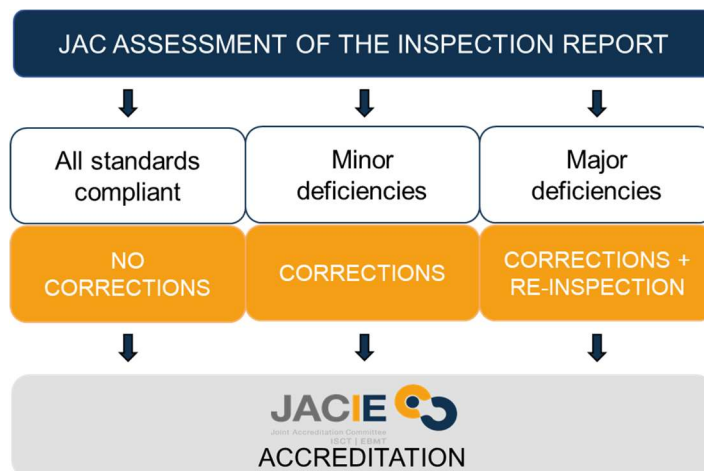 JAC ASSESSMENT OF THE INSPECTION REPORT
All standards
compliant
Minor
deficiencies
Major
deficiencies
NO
CORRECTIONS
CORRECTIONS
CORRECTIONS +
RE-INSPECTION
JACIE
Joint Accreditation Committee
ISCT | EBMT
ACCREDITATION